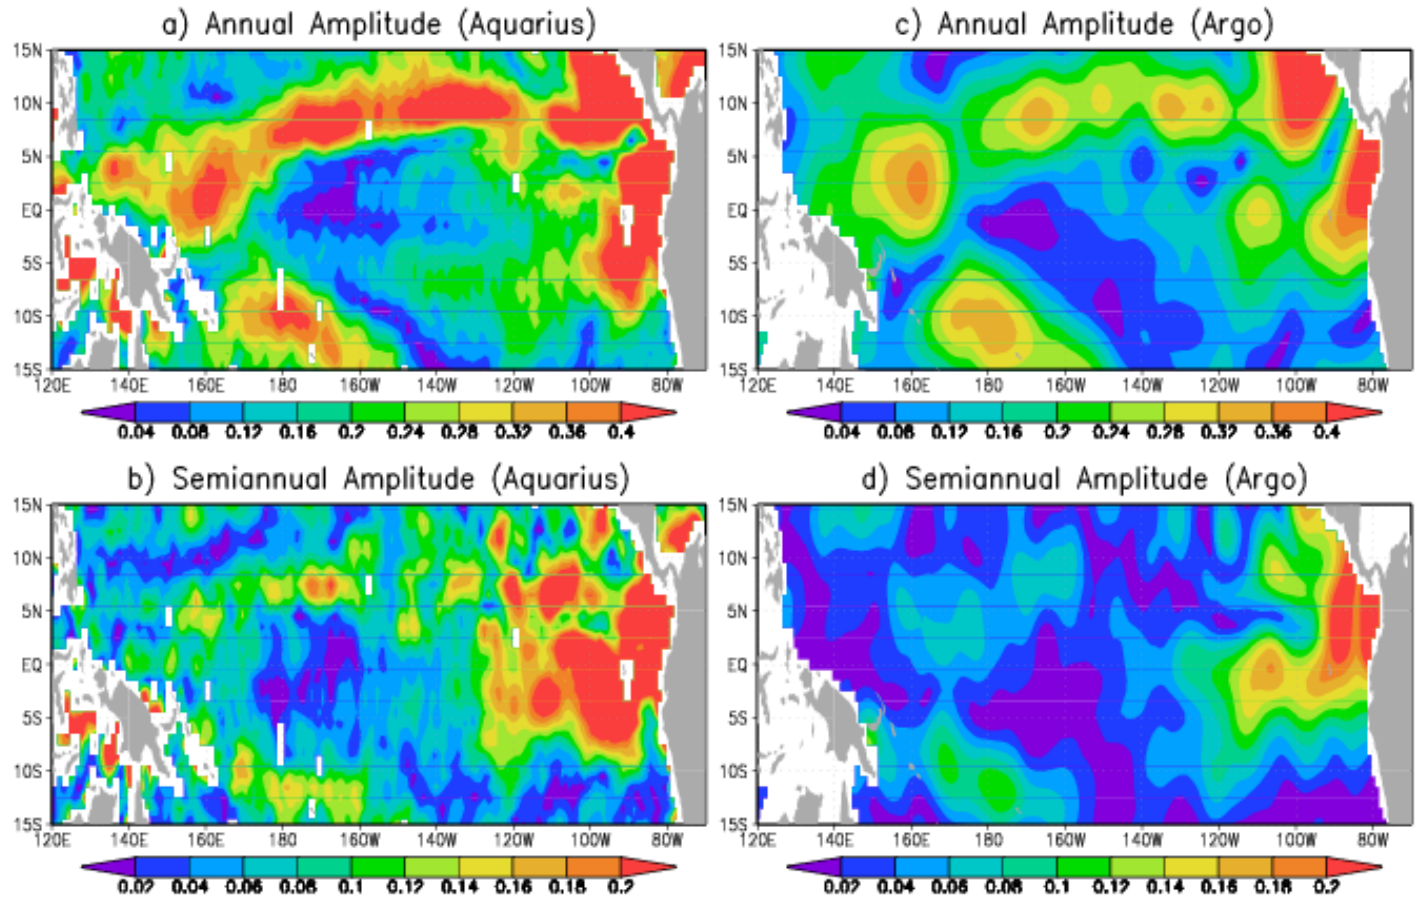 a) Annual Amplitude (Aquarius)
15N
10N
5N
EQ
5S
10S
15S
120E 140E 160E 180 160W 140W 120W 100W 80W
0.04 0.08 0.12 0.16 0.2 0.24 0.28 0.32 0.36 0.4
c) Annual Amplitude (Argo)
15N
10N
5N
EQ
5S
10S
15S
120E 140E 160E 180 160W 140W 120W 100W 80W
0.04 0.08 0.12 0.16 0.2 0.24 0.28 0.32 0.36 0.4
b) Semiannual Amplitude (Aquarius)
15N
10N
5N
EQ
5S
10S
15S
120E 140E 160E 180 160W 140W 120W 100W 80W
0.02 0.04 0.06 0.08 0.1 0.12 0.14 0.16 0.18 0.2
d) Semiannual Amplitude (Argo)
15N
10N
5N
EQ
5S
10S
15S
120E 140E 160E 180 160W 140W 120W 100W 80W
0.02 0.04 0.06 0.08 0.1 0.12 0.14 0.16 0.18 0.2